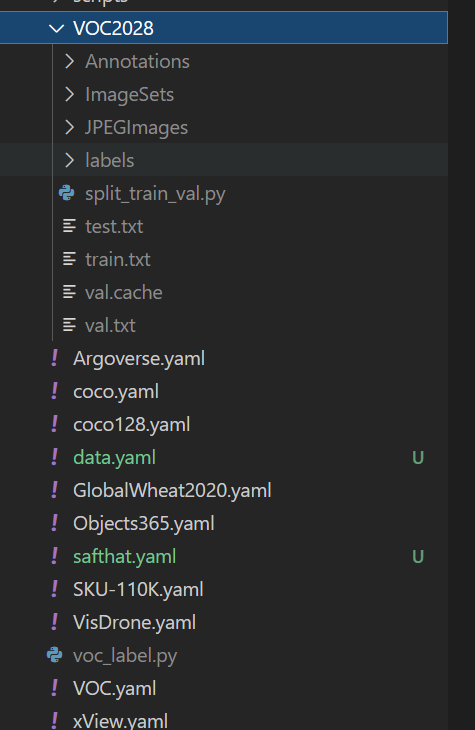 scripts
VOC2028
Annotations
ImageSets
JPEGImages
labels
split_train_val.py
test.txt
train.txt
val.cache
val.txt
Argoverse.yaml
coco.yaml
coco128.yaml
data.yaml U
GlobalWheat2020.yaml
Objects365.yaml
safthat.yaml U
SKU-110K.yaml
VisDrone.yaml
voc_label.py
VOC.yaml
xView.yaml